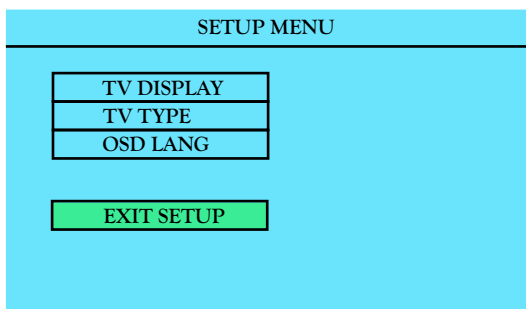 SETUP MENU
TV DISPLAY
TV TYPE
OSD LANG
EXIT SETUP